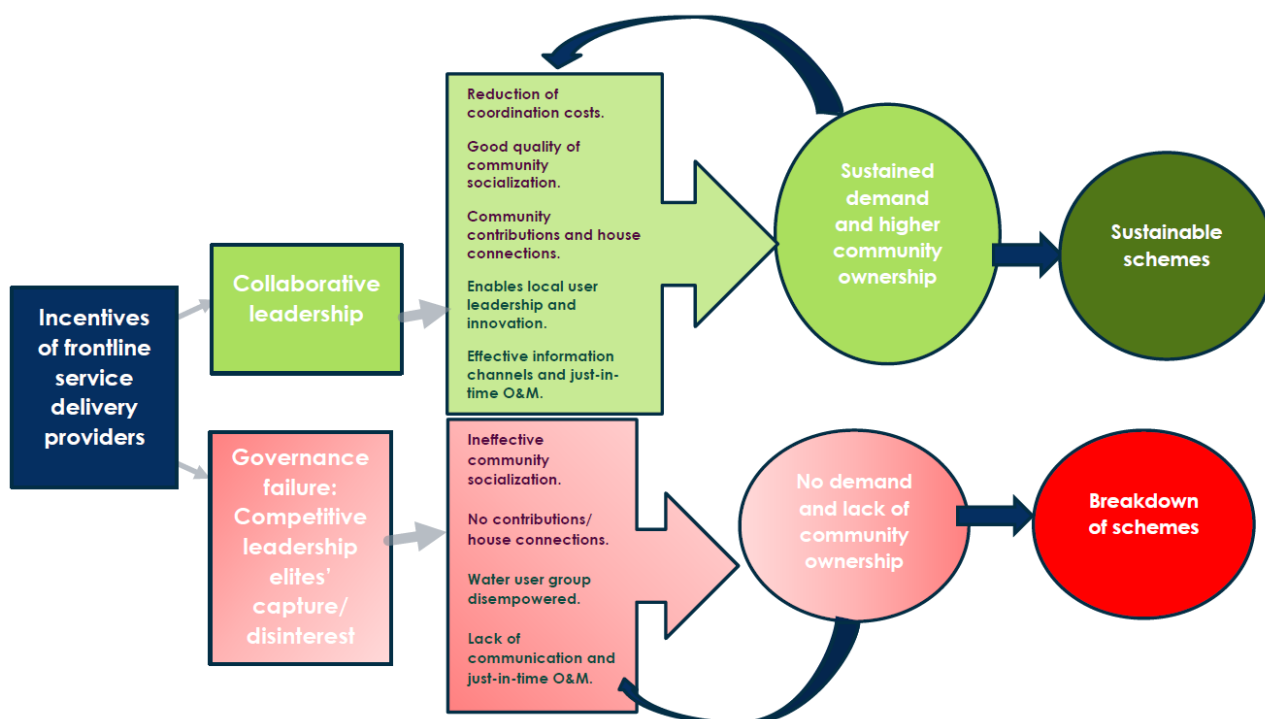 Incentives
of frontline
service
delivery
providers
Collaborative
leadership
Reduction of
coordination costs.
Good quality of
community
socialization.
Community
contributions and house
connections.
Enables local user
leadership and
innovation.
Effective information
channels and just-in-
time O&M.
Sustained
demand
and higher
community
ownership
Sustainable
schemes
Governance
failure:
Competitive
leadership
elites’
capture/
disinterest
Ineffective
community
socialization.
No contributions/
house connections.
Water user group
disempowered.
Lack of
communication and
just-in-time O&M.
No demand
and lack of
community
ownership
Breakdown
of schemes